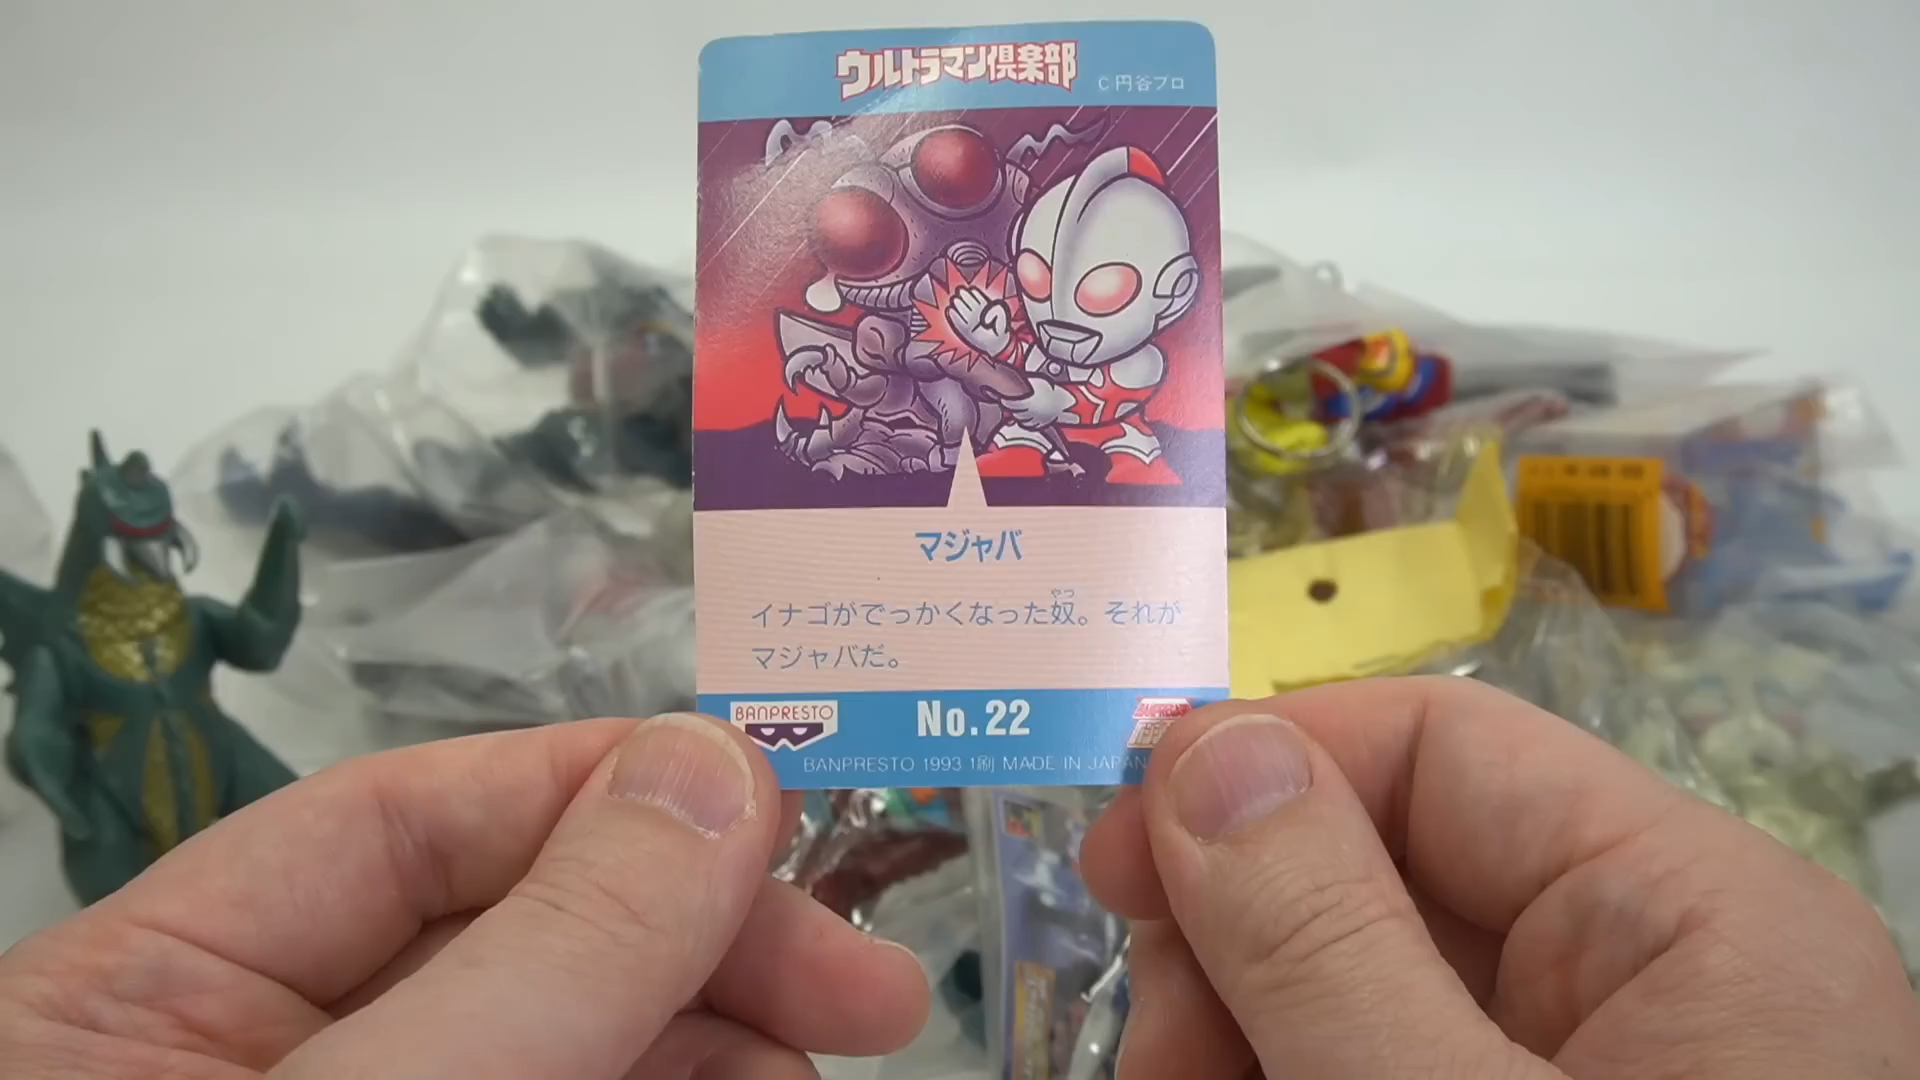 ウルトラマン倶楽部
C 円谷プロ
マジャバ
イナゴがでっかくなった奴。それが
やつ
マジャバだ。
BANPRESTO
No.22
BANPRESTO 1993 1刷 MADE IN JAPAN